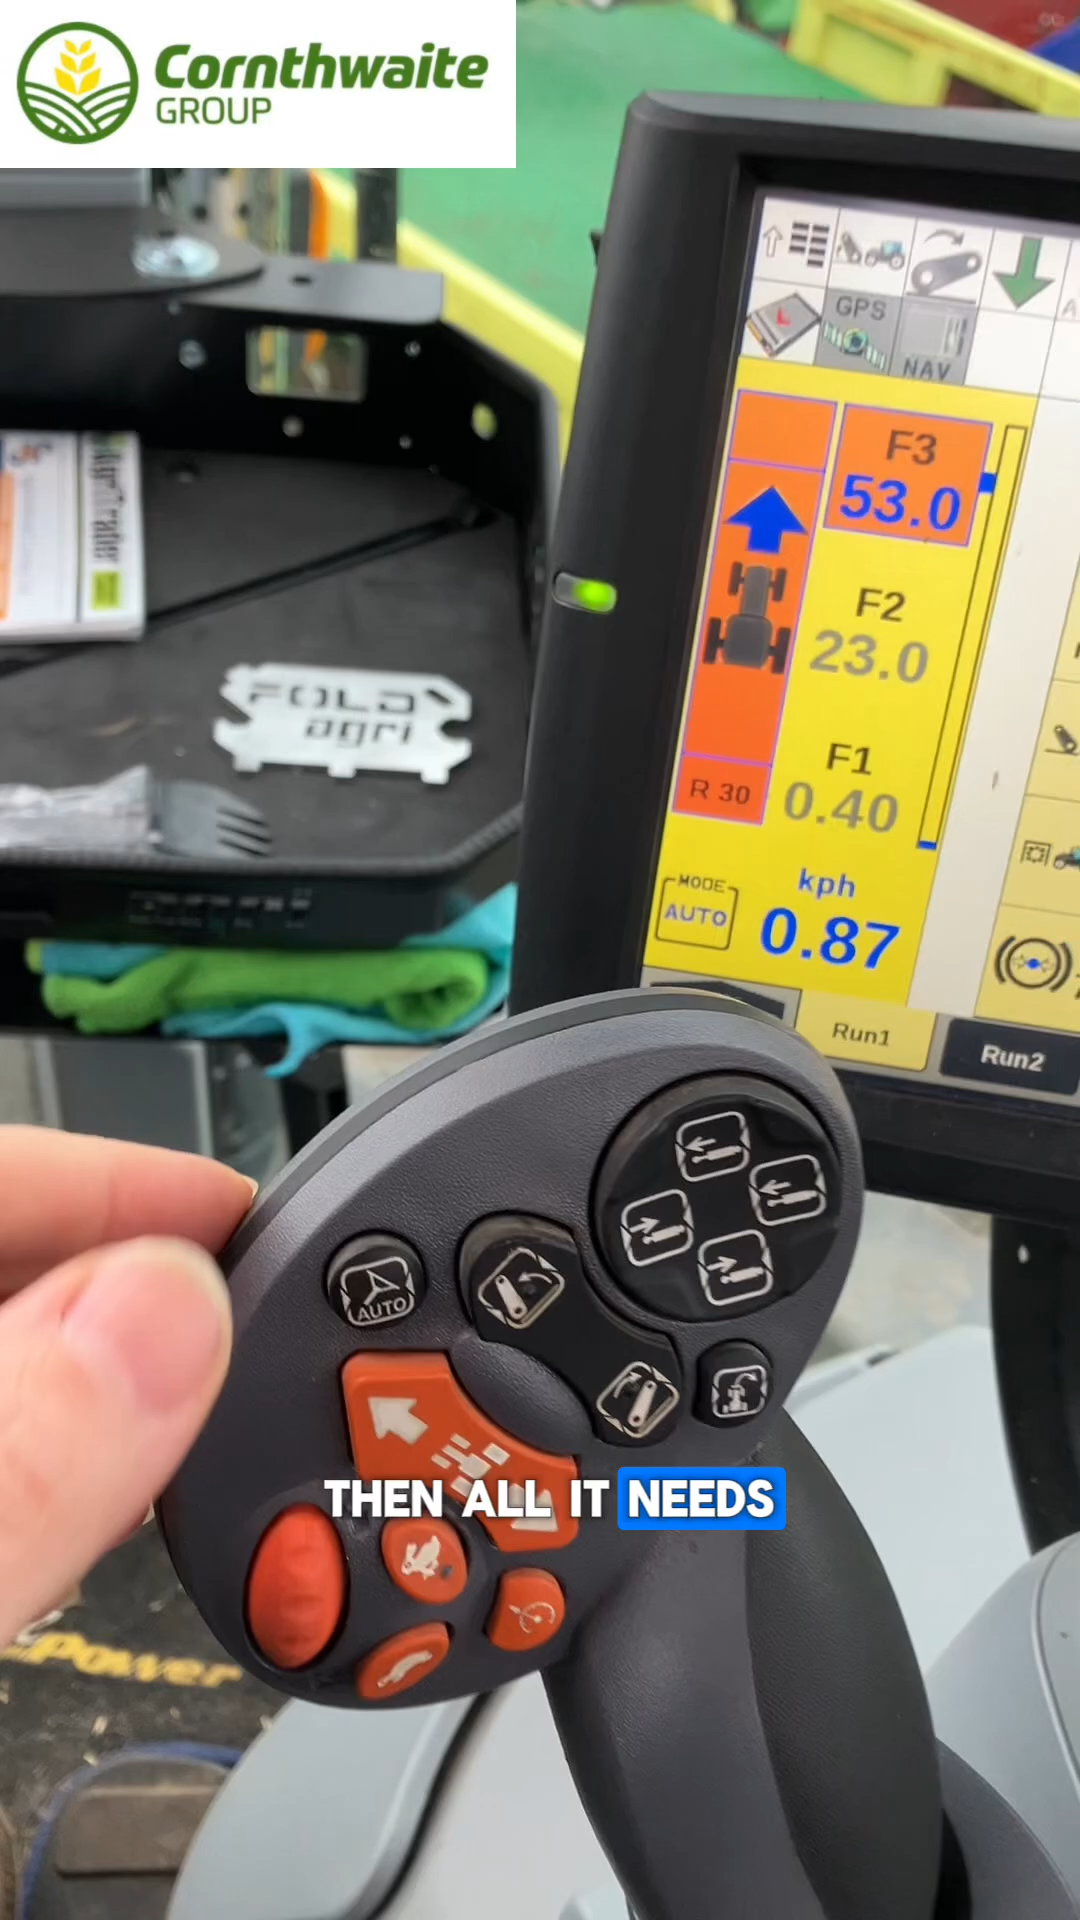 Cornthwaite
GROUP
GPS
NAV
F3
53.0
F2
23.0
F1
0.40
R 30
MODE
AUTO
kph
0.87
Run1
Run2
FOLD
agri
AUTO
THEN ALL IT NEEDS
Power